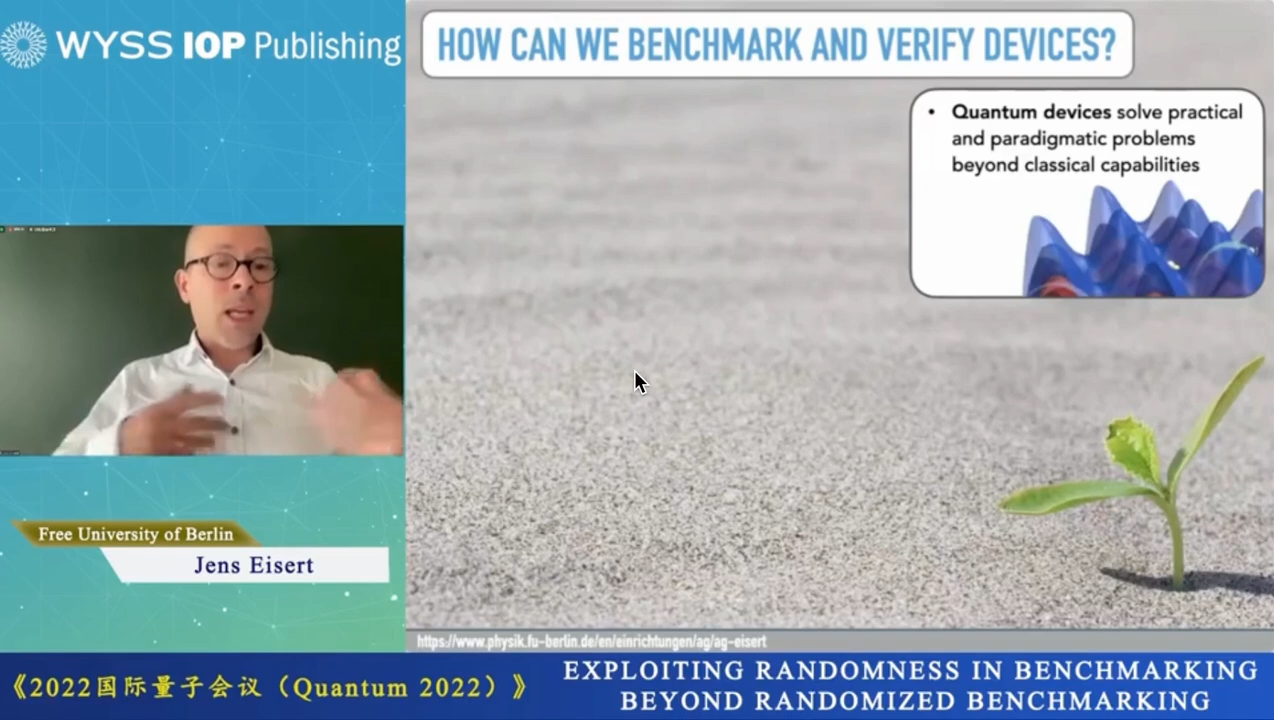 WYSS IOP Publishing
HOW CAN WE BENCHMARK AND VERIFY DEVICES?
• Quantum devices solve practical
and paradigmatic problems
beyond classical capabilities
Free University of Berlin
Jens Eisert
https://www.physik.fu-berlin.de/en/einrichtungen/ag/ag-eisert
《2022国际量子会议（Quantum 2022）》
EXPLOITING RANDOMNESS IN BENCHMARKING
BEYOND RANDOMIZED BENCHMARKING